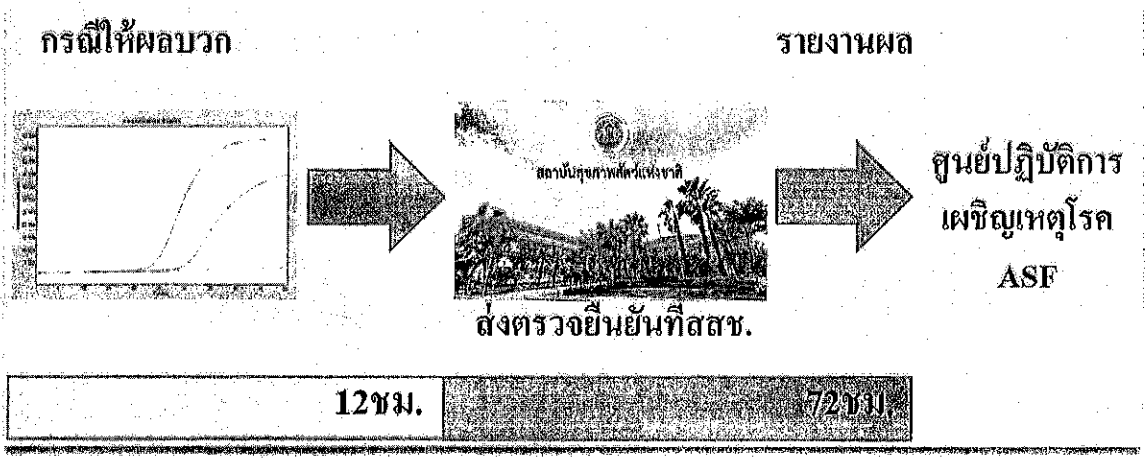 กรณีให้ผลบวก
รายงานผล
สถาบันสุขภาพสัตว์แห่งชาติ
ศูนย์ปฏิบัติการ
เผชิญเหตุโรค
ASF
ส่งตรวจยืนยันที่สสช.
12ชม.
72ชม.